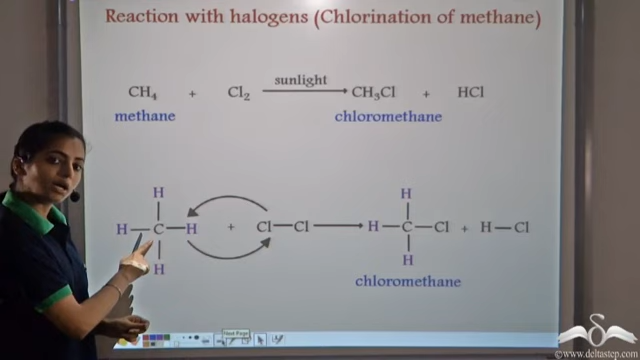 Reaction with halogens (Chlorination of methane)
sunlight
CH₄ + Cl₂ → CH₃Cl + HCl
methane chloromethane
H H
H—C—H + Cl—Cl → H—C—Cl + H—Cl
H H
chloromethane
Next Page
©www.deltastep.com